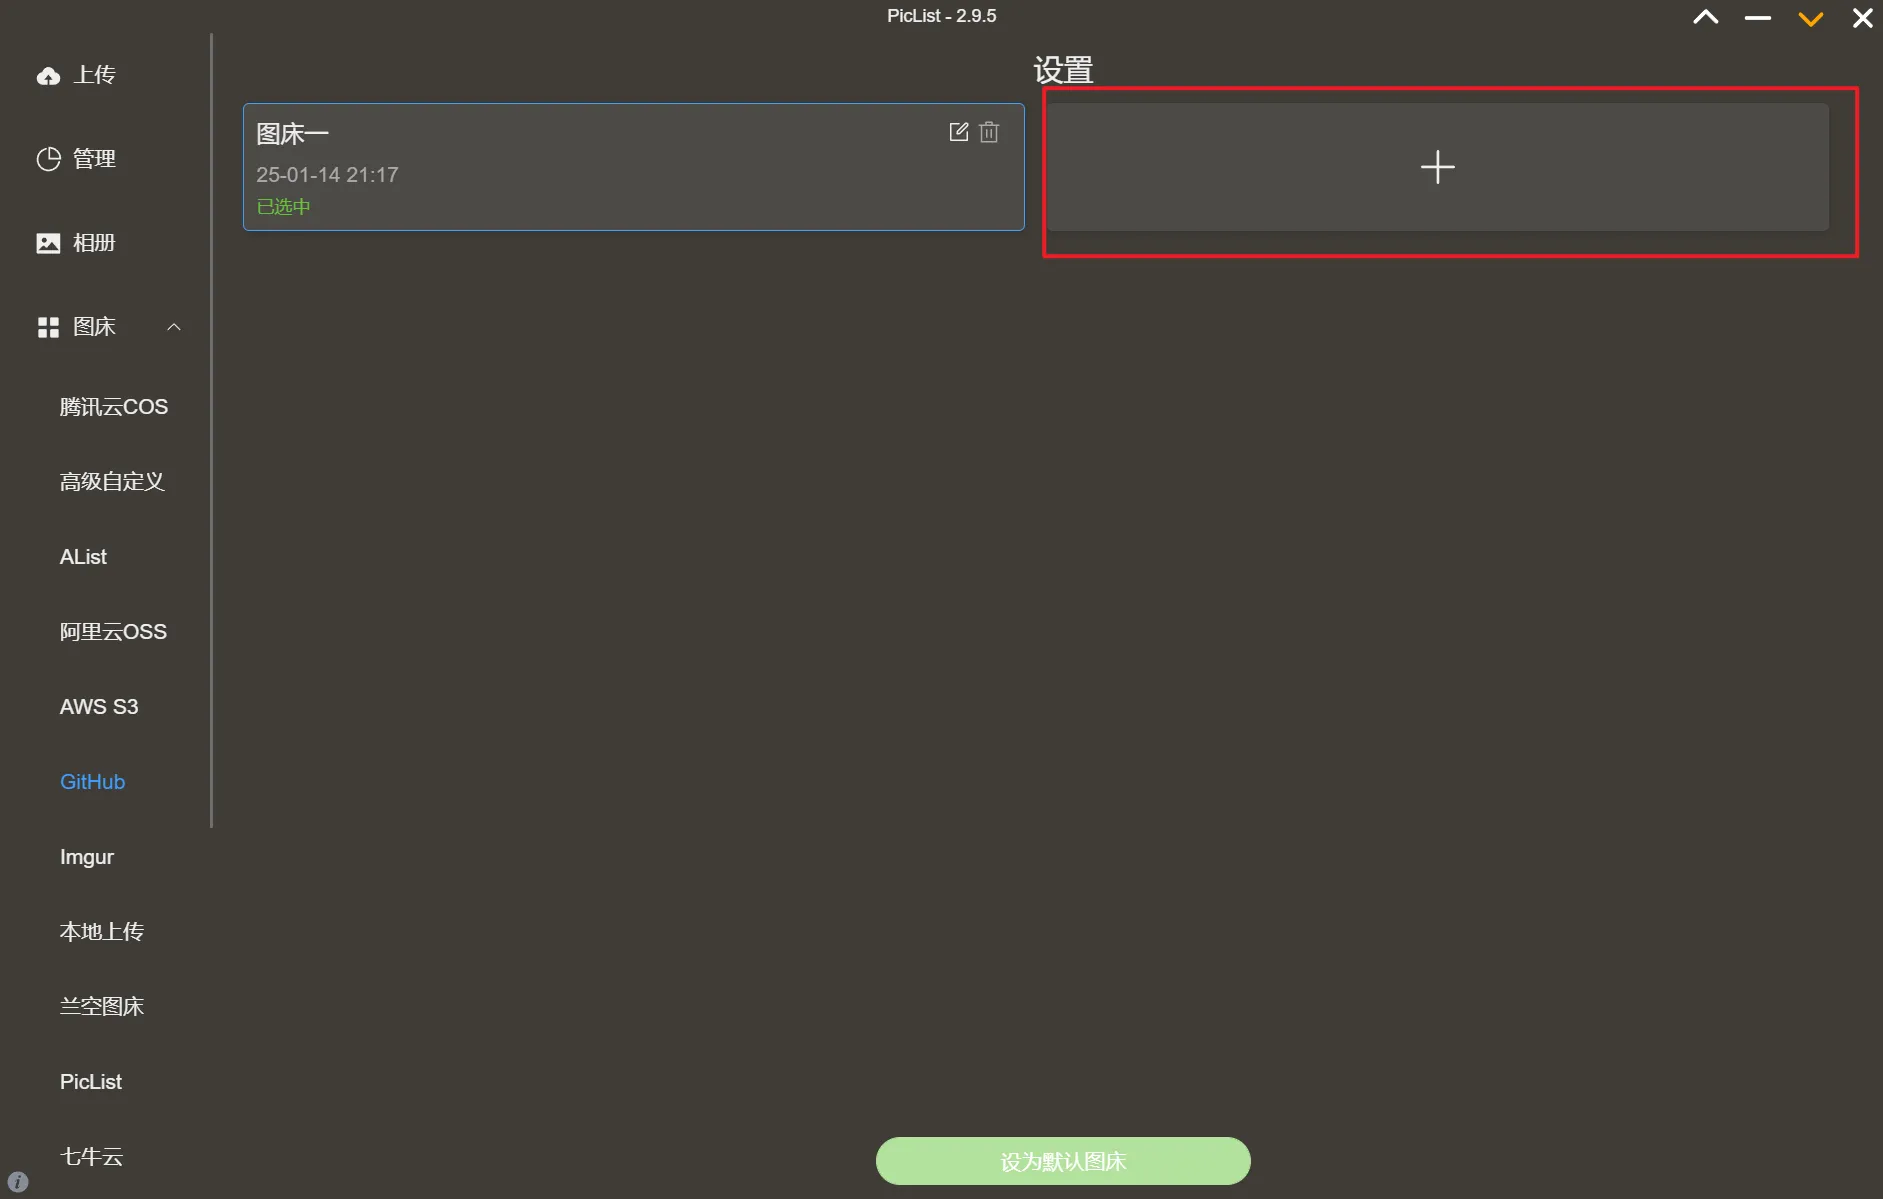 PicList - 2.9.5
上传
管理
相册
图床
腾讯云COS
高级自定义
AList
阿里云OSS
AWS S3
GitHub
Imgur
本地上传
兰空图床
PicList
七牛云
设置
图床一
25-01-14 21:17
已选中
设为默认图床